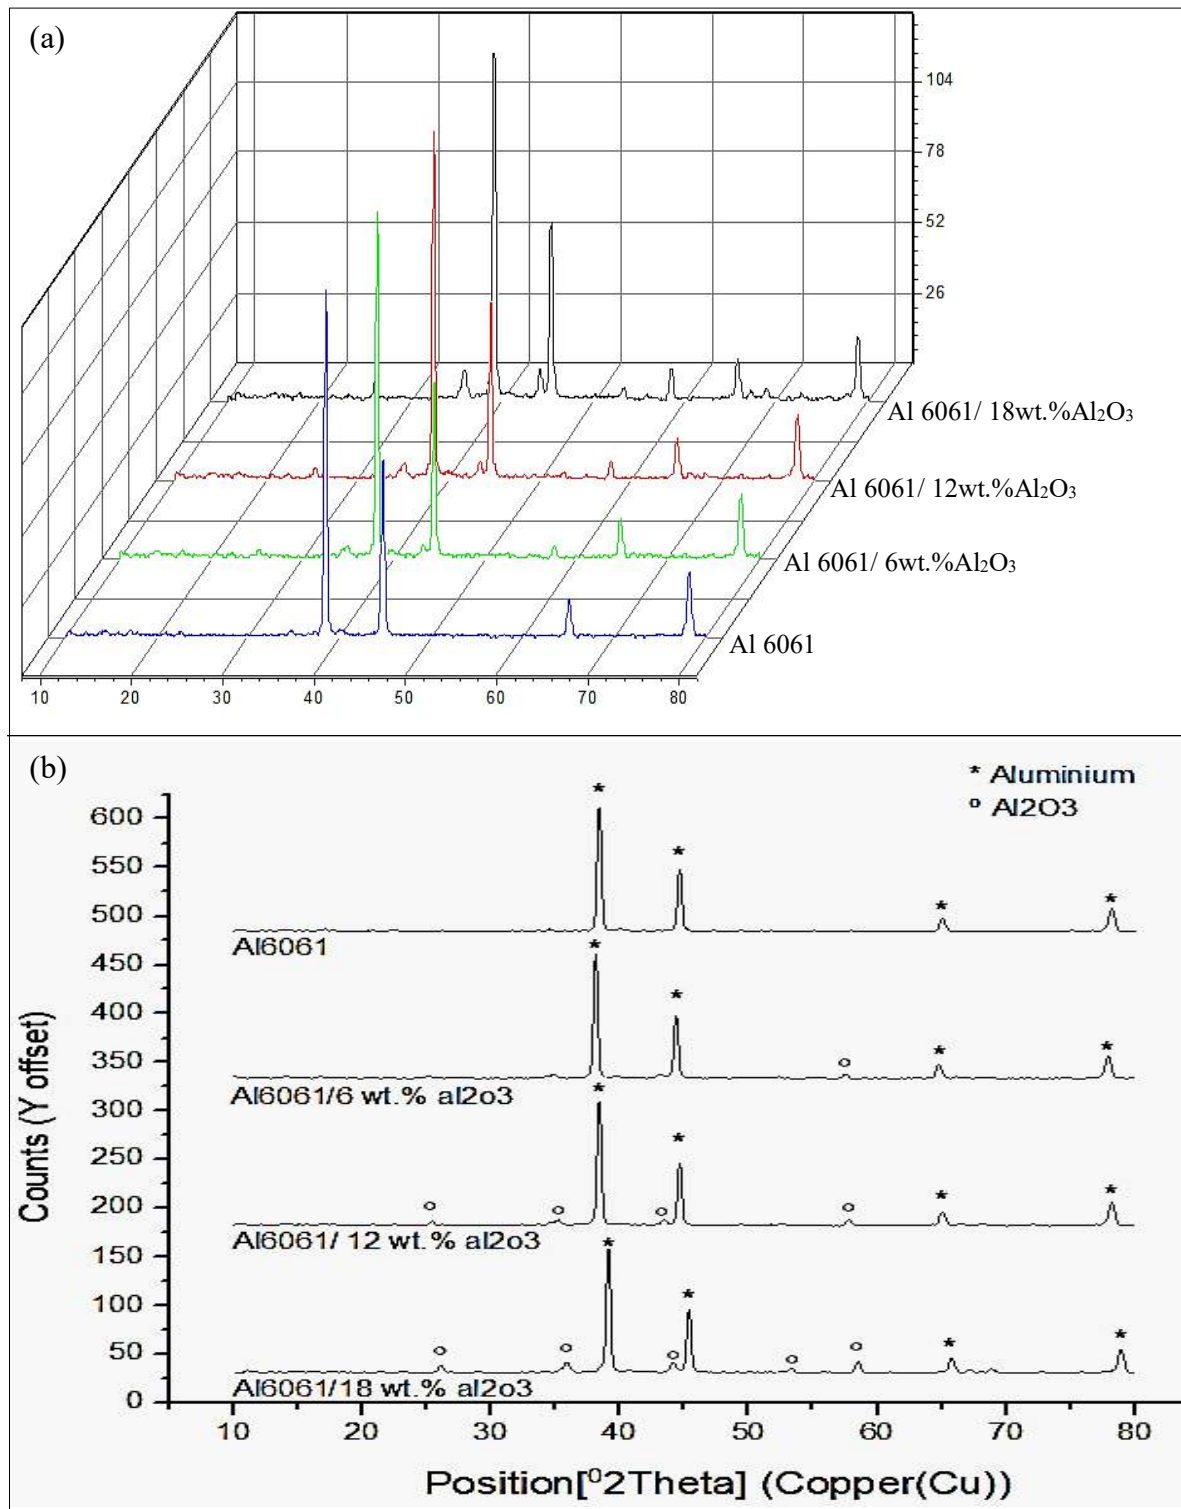 (a)
104
78
52
26
Al 6061/ 18wt.%Al₂O₃
Al 6061/ 12wt.%Al₂O₃
Al 6061/ 6wt.%Al₂O₃
Al 6061
10 20 30 40 50 60 70 80
(b)
* Aluminium
o Al2O3
600
550
500
Al6061
450
400
350
Al6061/6 wt.% al2o3
300
250
200
Al6061/ 12 wt.% al2o3
150
100
50
Al6061/18 wt.% al2o3
0
Counts (Y offset)
10 20 30 40 50 60 70 80
Position[⁰2Theta] (Copper(Cu))